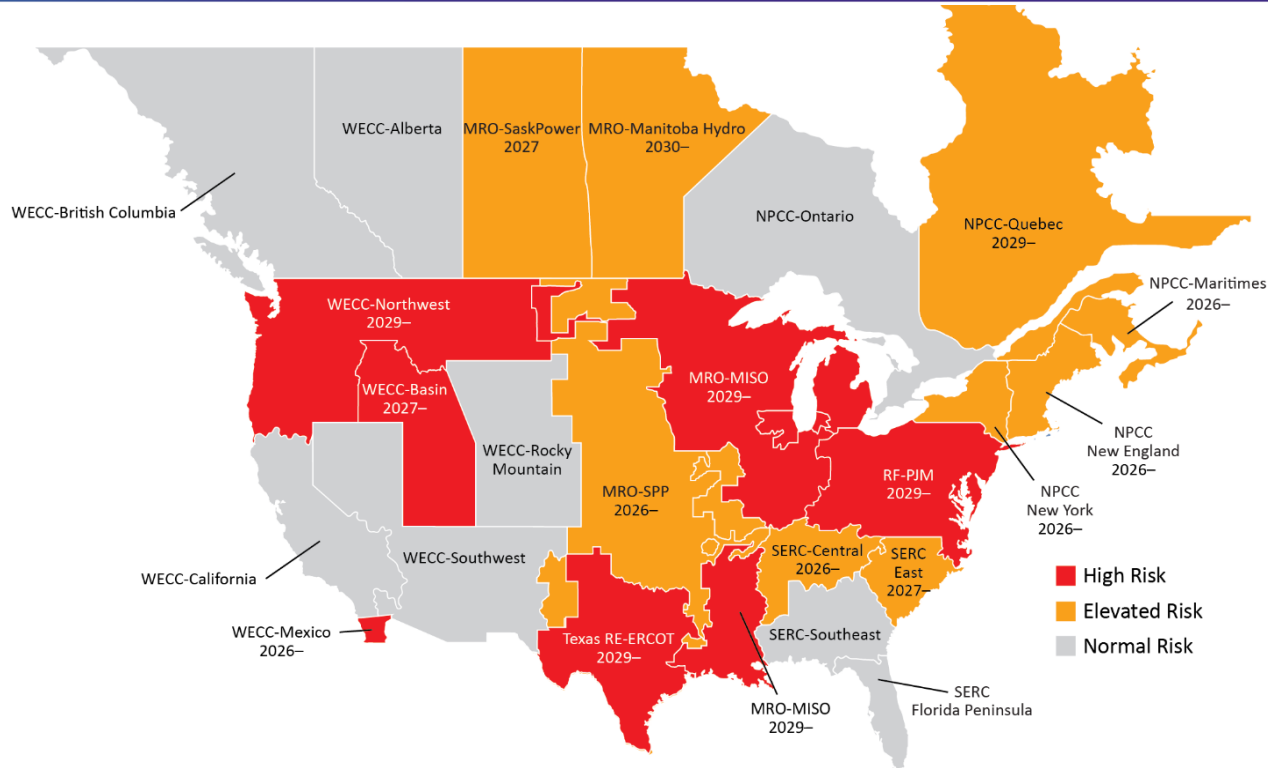 WECC-Alberta
MRO-SaskPower
2027
MRO-Manitoba Hydro
2030–
WECC-British Columbia
NPCC-Ontario
NPCC-Quebec
2029–
NPCC-Maritimes
2026–
WECC-Northwest
2029–
WECC-Basin
2027–
MRO-MISO
2029–
WECC-Rocky
Mountain
MRO-SPP
2026–
RF-PJM
2029–
NPCC
New England
2026–
NPCC
New York
2026–
WECC-Southwest
SERC-Central
2026–
SERC
East
2027–
WECC-California
WECC-Mexico
2026–
Texas RE-ERCOT
2029–
SERC-Southeast
MRO-MISO
2029–
SERC
Florida Peninsula
High Risk
Elevated Risk
Normal Risk